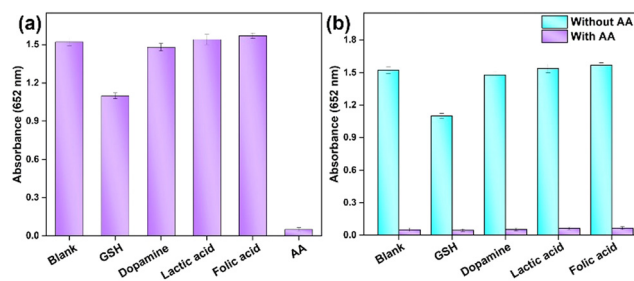 (a)
Absorbance (652 nm)
1.5
1.2
0.9
0.6
0.3
0.0
Blank
GSH
Dopamine
Lactic acid
Folic acid
AA
(b)
Without AA
With AA
Absorbance (652 nm)
1.8
1.5
1.2
0.9
0.6
0.3
0.0
Blank
GSH
Dopamine
Lactic acid
Folic acid